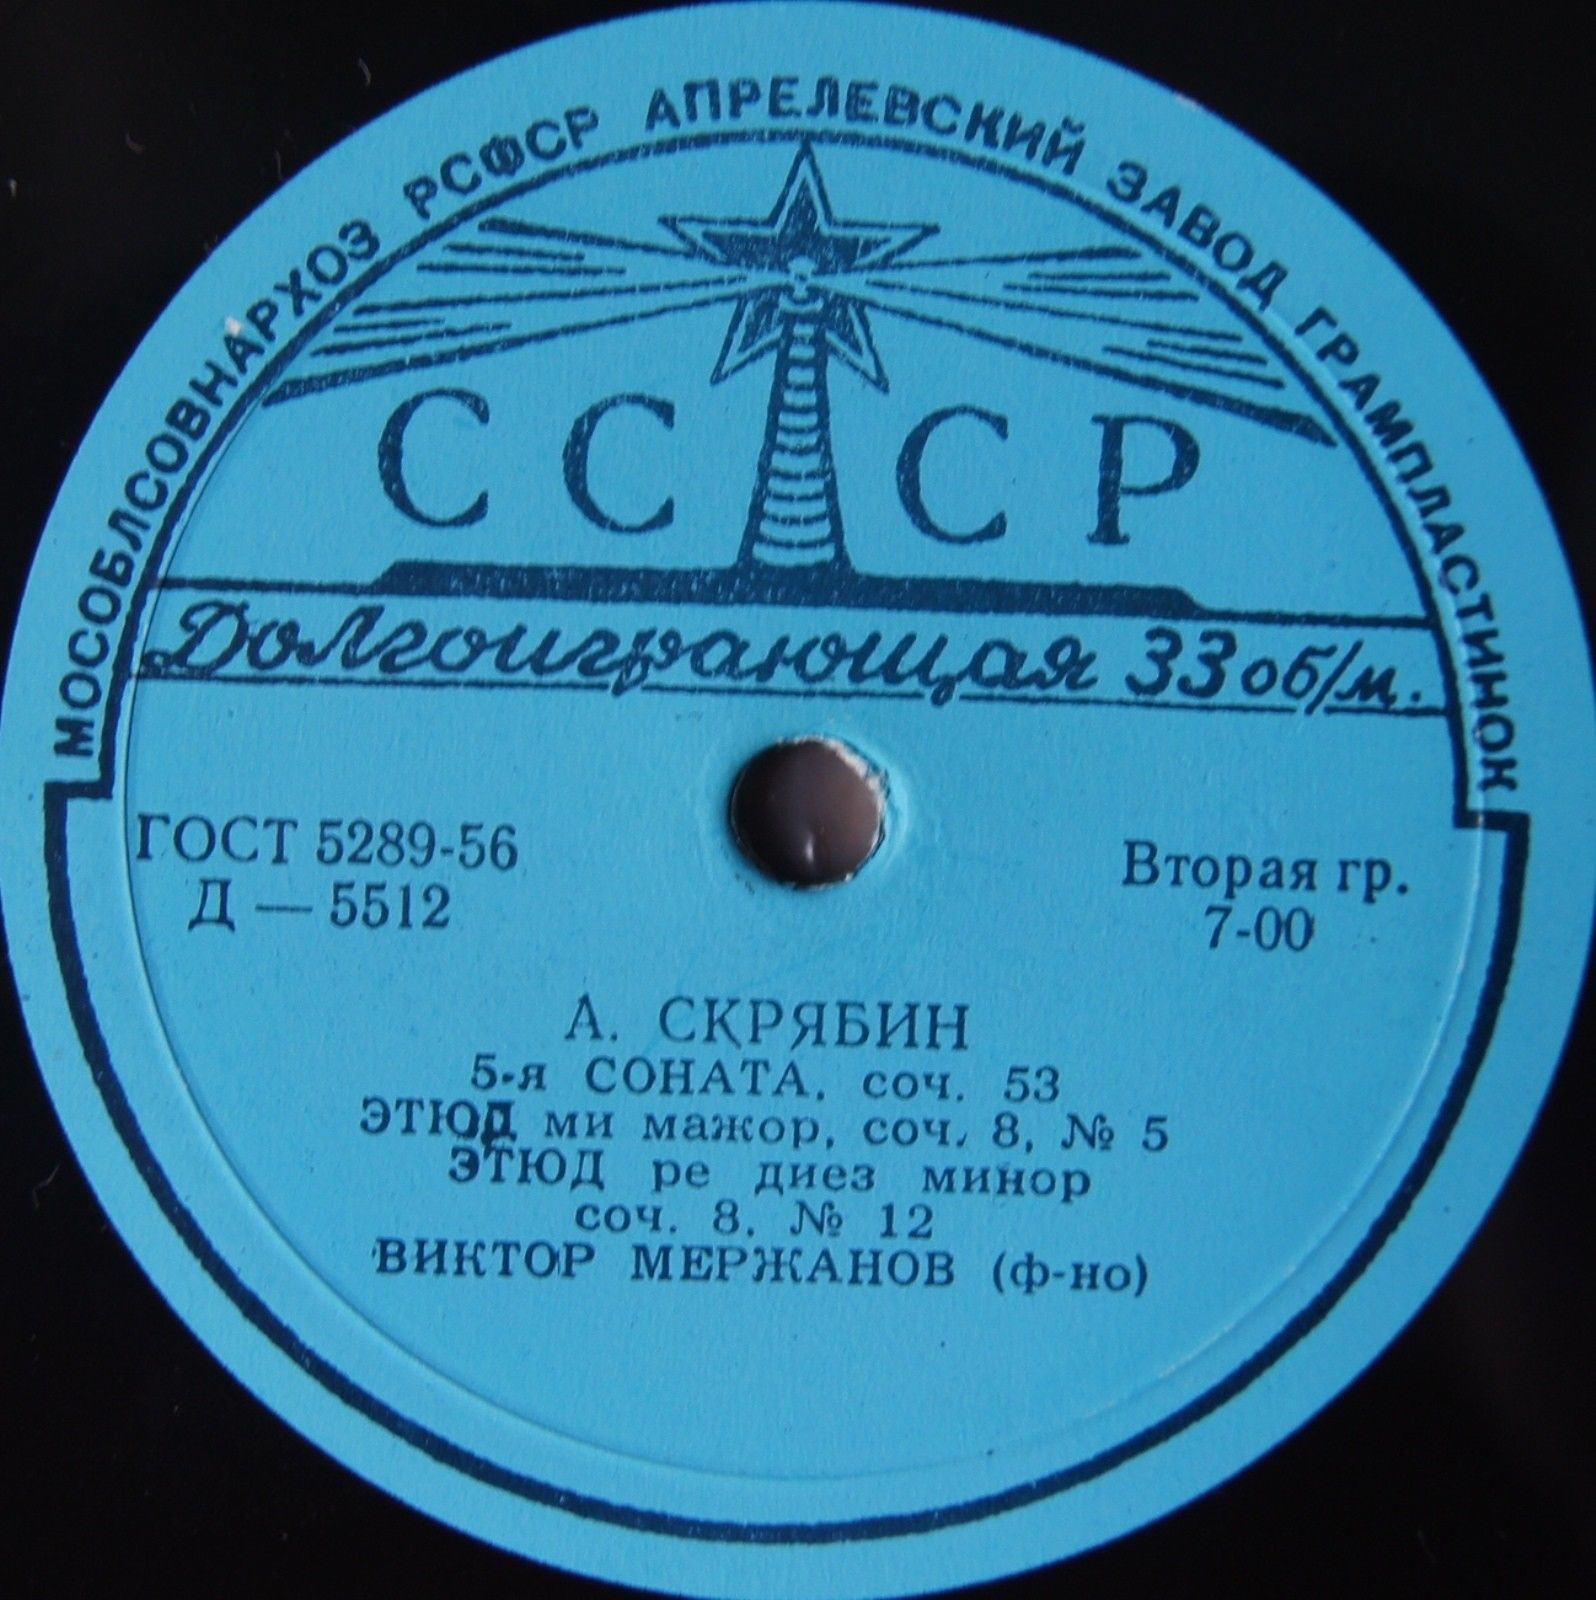 МОСОБЛСОВНАРХОЗ РСФСР АПРЕЛЕВСКИЙ ЗАВОД ГРАМПЛАСТИНОК
СССР
Долгоиграющая 33 об/м.
ГОСТ 5289-56
Д — 5512
Вторая гр.
7-00
А. СКРЯБИН
5-я СОНАТА, соч. 53
ЭТЮД ми мажор, соч. 8, № 5
ЭТЮД ре диез минор
соч. 8, № 12
ВИКТОР МЕРЖАНОВ (ф-но)